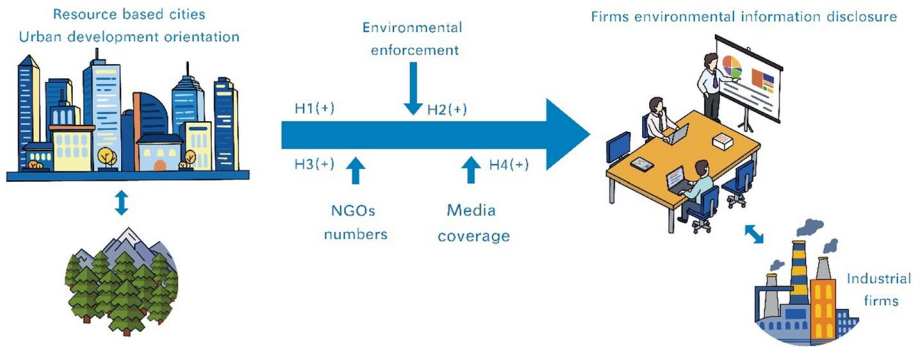 Resource based cities
Urban development orientation
Environmental
enforcement
Firms environmental information disclosure
H1(+)
H2(+)
H3(+)
H4(+)
NGOs
numbers
Media
coverage
Industrial
firms